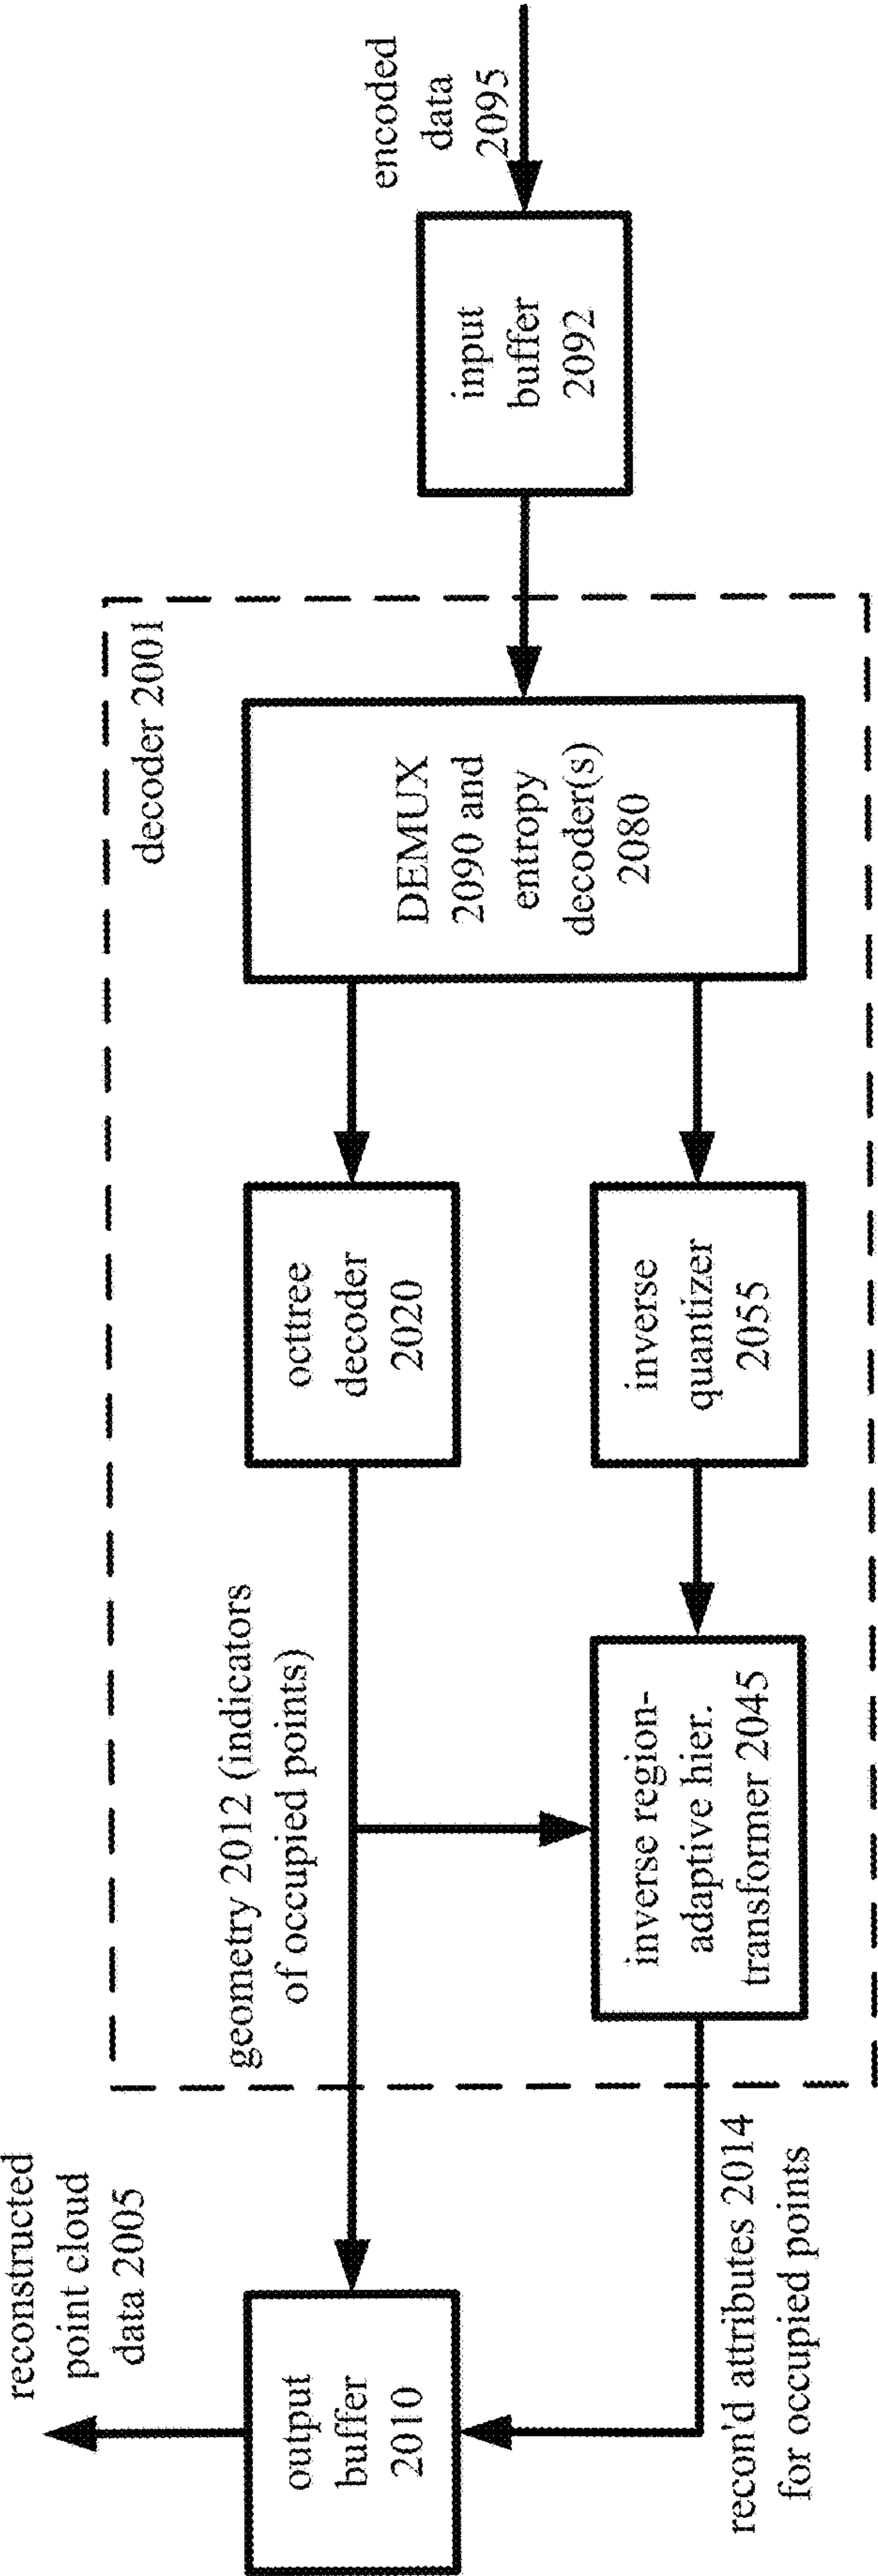 reconstructed
point cloud
data 2005
output
buffer
2010
recon'd attributes 2014
for occupied points
geometry 2012 (indicators
of occupied points)
inverse region-
adaptive hier.
transformer 2045
octtree
decoder
2020
inverse
quantizer
2055
decoder 2001
DEMUX
2090 and
entropy
decoder(s)
2080
input
buffer
2092
encoded
data
2095